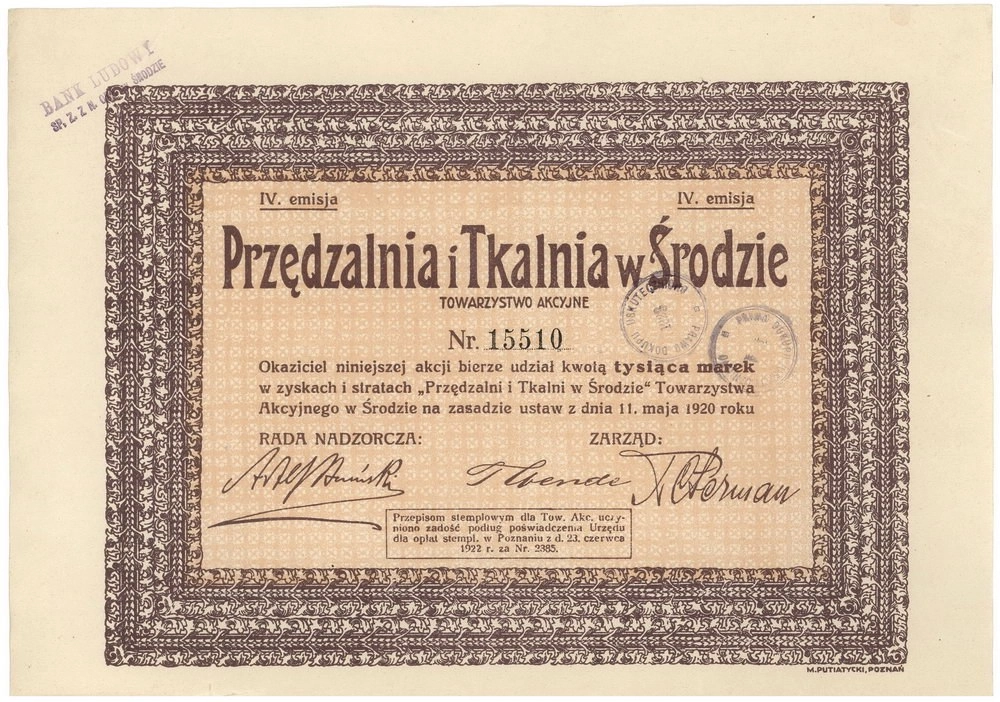 BANK LUDOWY
SP. Z. Z N. ŚRODZIE
IV. emisja
IV. emisja
Przędzalnia i Tkalnia w Środzie
TOWARZYSTWO AKCYJNE
Nr. 15510
Okaziciel niniejszej akcji bierze udział kwotą tysiąca marek
w zyskach i stratach „Przędzalni i Tkalni w Środzie“ Towarzystwa
Akcyjnego w Środzie na zasadzie ustaw z dnia 11. maja 1920 roku
RADA NADZORCZA:
ZARZĄD:
Przepisom stemplowym dla Tow. Akc. uczy-
niono zadość podług poświadczenia Urzędu
dla opłat stempl. w Poznaniu z d. 23. czerwca
1922 r. za Nr. 2385.
M. PUTIATYCKI, POZNAŃ